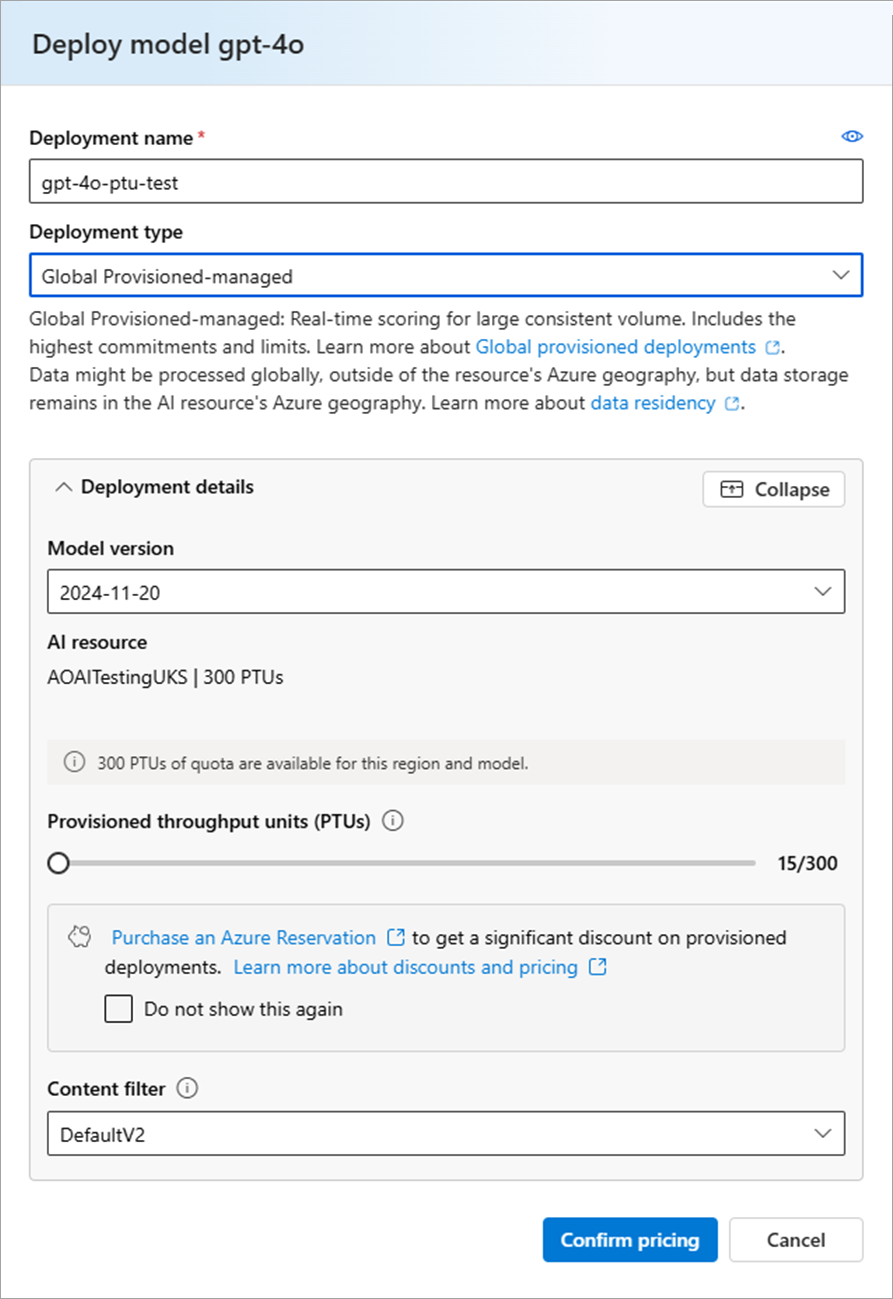 Deploy model gpt-4o
Deployment name *
gpt-4o-ptu-test
Deployment type
Global Provisioned-managed
Global Provisioned-managed: Real-time scoring for large consistent volume. Includes the
highest commitments and limits. Learn more about Global provisioned deployments.
Data might be processed globally, outside of the resource's Azure geography, but data storage
remains in the AI resource's Azure geography. Learn more about data residency.
Deployment details
Collapse
Model version
2024-11-20
AI resource
AOAITestingUKS | 300 PTUs
300 PTUs of quota are available for this region and model.
Provisioned throughput units (PTUs)
15/300
Purchase an Azure Reservation to get a significant discount on provisioned
deployments. Learn more about discounts and pricing
Do not show this again
Content filter
DefaultV2
Confirm pricing
Cancel